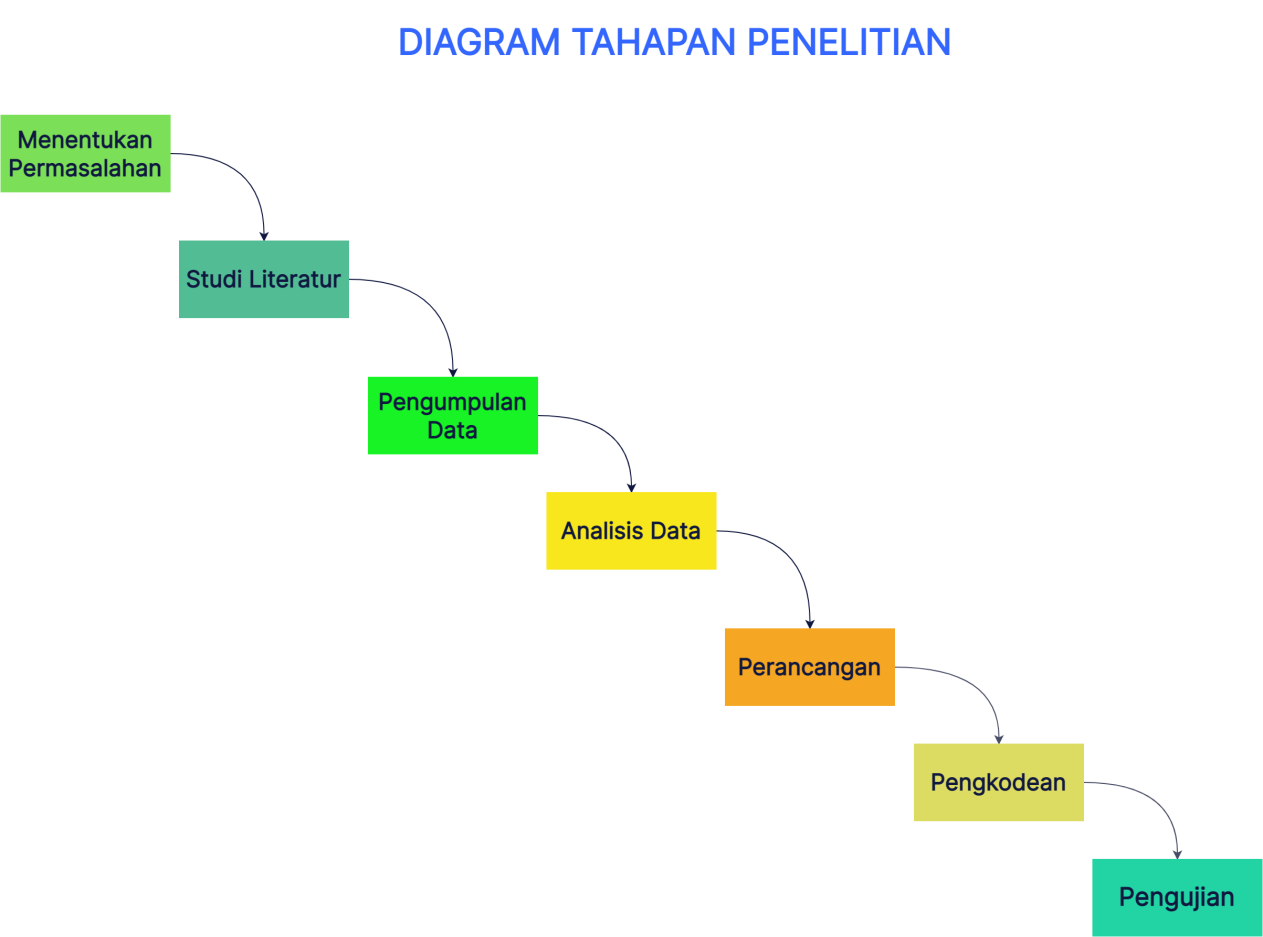 DIAGRAM TAHAPAN PENELITIAN
Menentukan
Permasalahan
Studi Literatur
Pengumpulan
Data
Analisis Data
Perancangan
Pengkodean
Pengujian